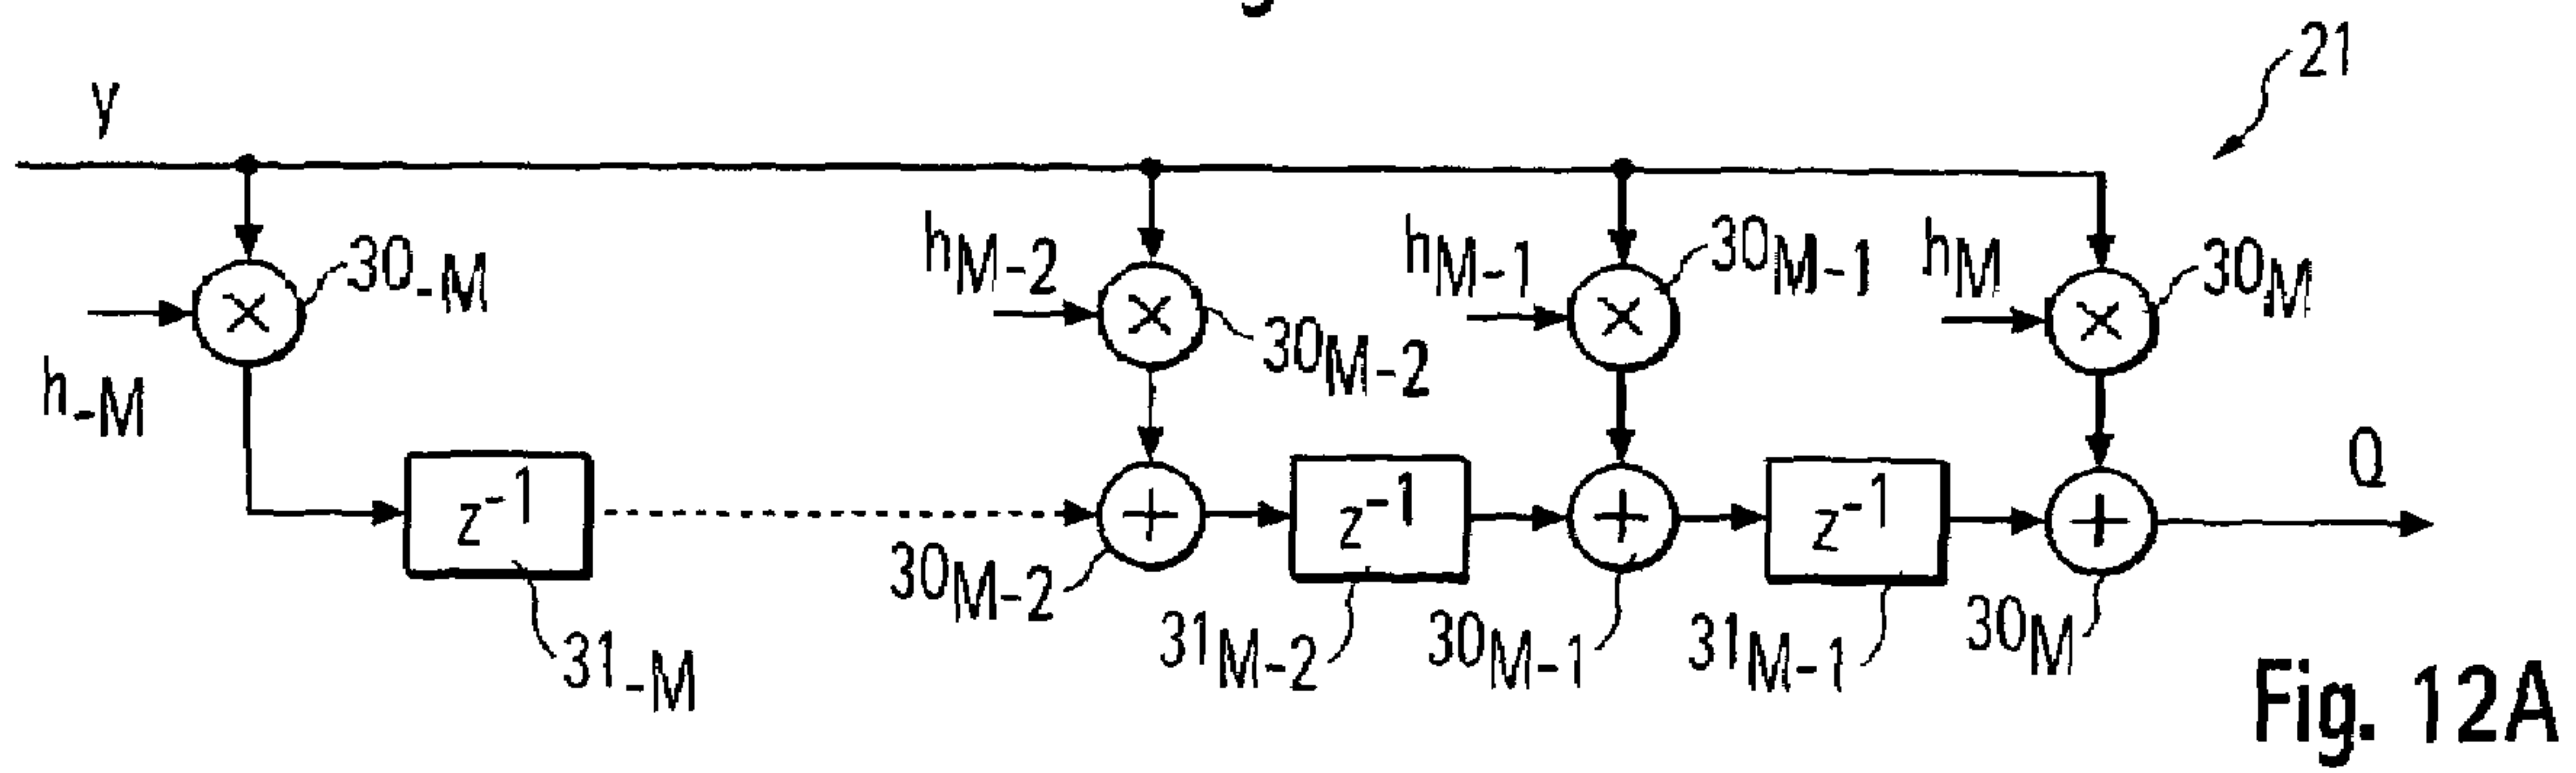 21
y
h-M
30-M
hM-2
30M-2
hM-1
30M-1
hM
30M
×
×
×
×
z-1
31-M
+
30M-2
z-1
31M-2
+
30M-1
z-1
31M-1
+
30M
Q
Fig. 12A